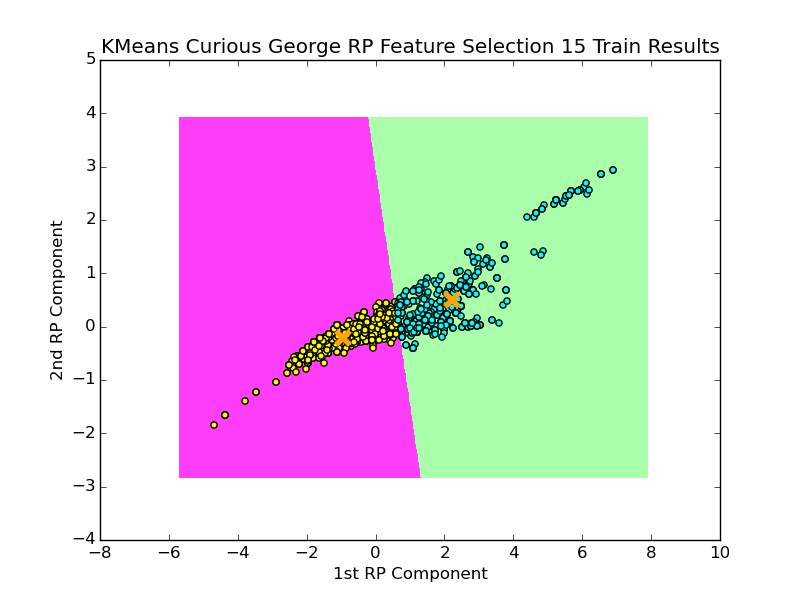 KMeans Curious George RP Feature Selection 15 Train Results
5
4
3
2
1
0
−1
−2
−3
−4
2nd RP Component
−8 −6 −4 −2 0 2 4 6 8 10
1st RP Component